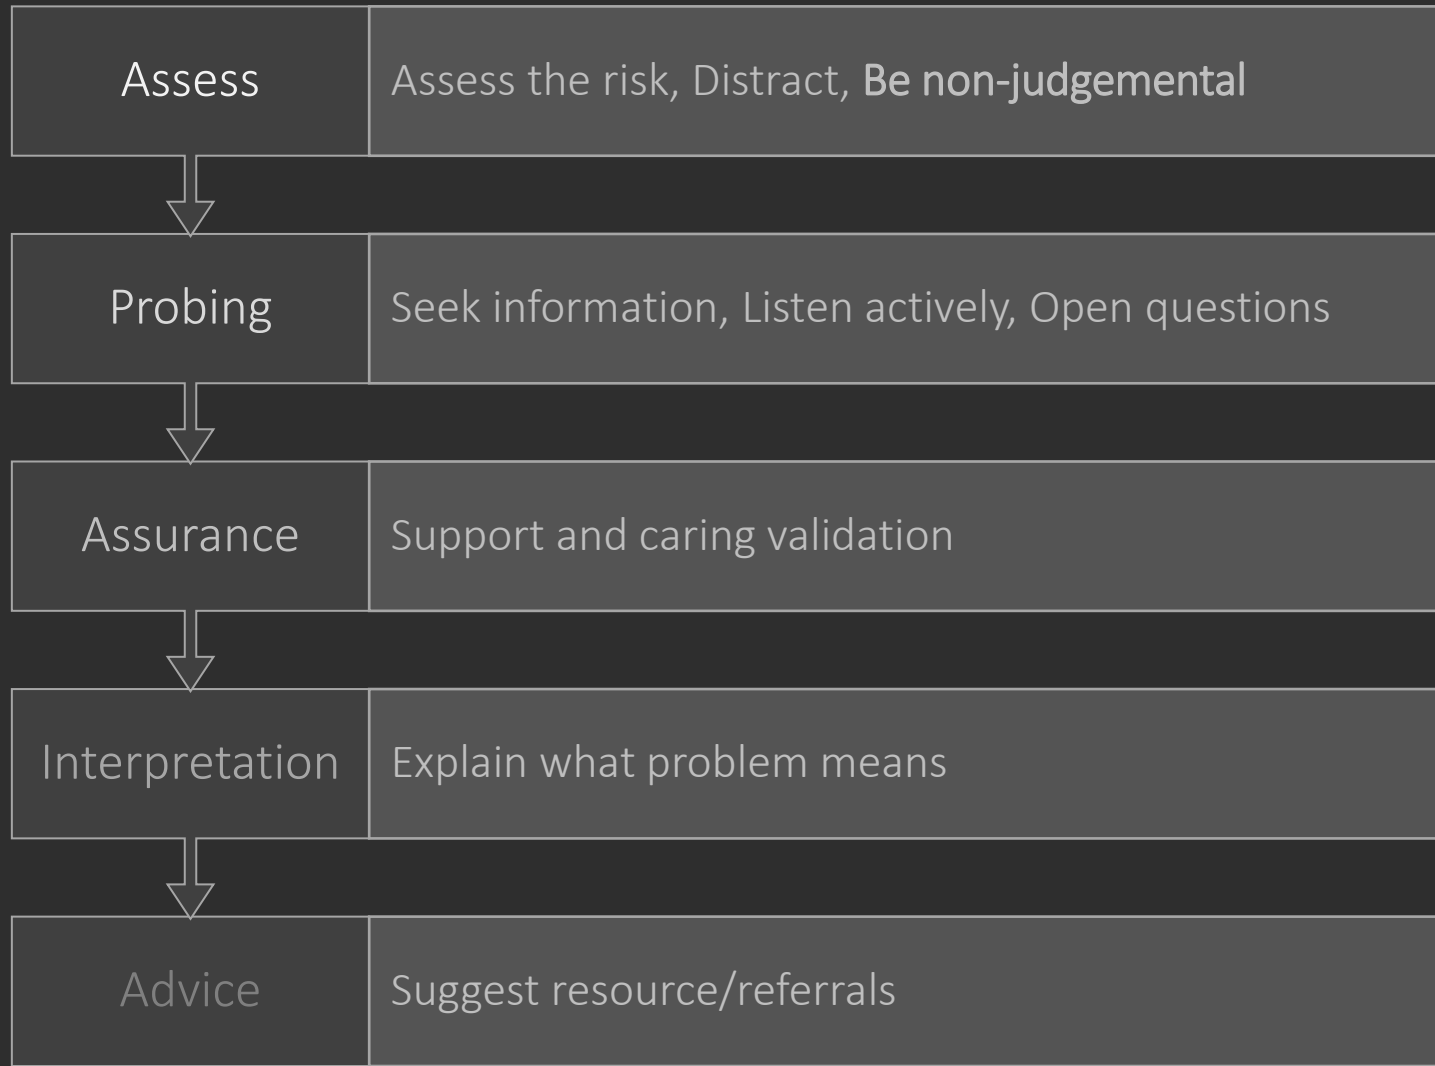 Assess
Assess the risk, Distract, Be non-judgemental
Probing
Seek information, Listen actively, Open questions
Assurance
Support and caring validation
Interpretation
Explain what problem means
Advice
Suggest resource/referrals